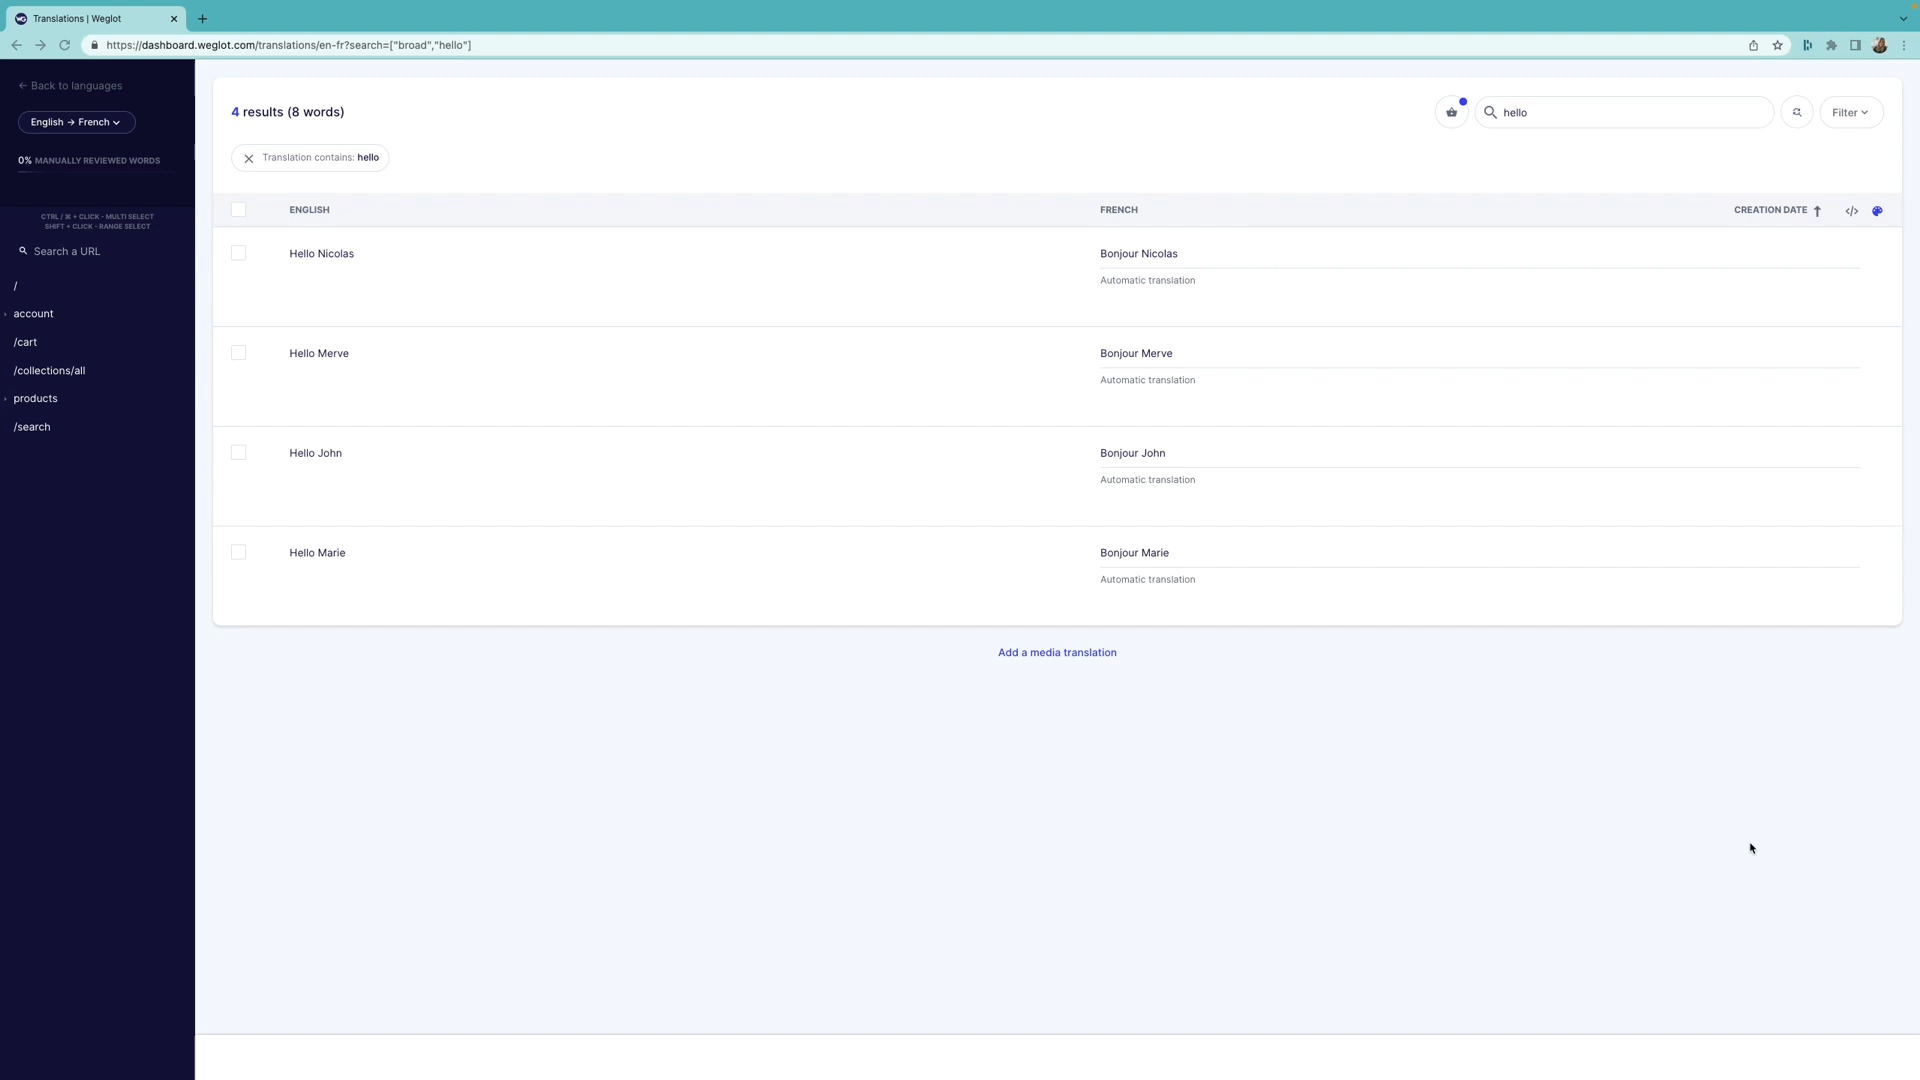 Translations | Weglot
https://dashboard.weglot.com/translations/en-fr?search=["broad","hello"]
← Back to languages
English → French
0% MANUALLY REVIEWED WORDS
CTRL / ⌘ + CLICK - MULTI SELECT
SHIFT + CLICK - RANGE SELECT
Search a URL
/
account
/cart
/collections/all
products
/search
4 results (8 words)
hello
Filter
Translation contains: hello
ENGLISH FRENCH CREATION DATE ↑ </>
Hello Nicolas Bonjour Nicolas
Automatic translation
Hello Merve Bonjour Merve
Automatic translation
Hello John Bonjour John
Automatic translation
Hello Marie Bonjour Marie
Automatic translation
Add a media translation